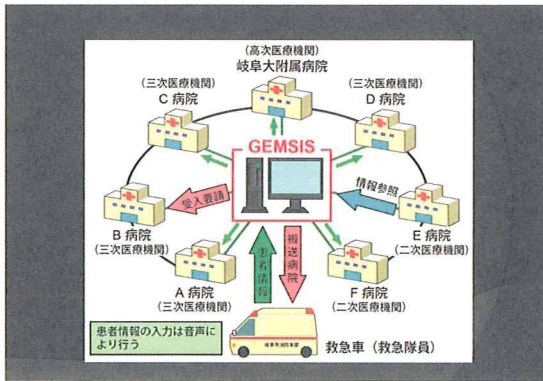 (高次医療機関)
岐阜大附属病院
(三次医療機関)
C 病院
(三次医療機関)
D 病院
GEMSIS
受入要請
情報参照
B 病院
(三次医療機関)
E 病院
(二次医療機関)
A 病院
(三次医療機関)
患者情報
搬送病院
F 病院
(二次医療機関)
患者情報の入力は音声に
より行う
救急車(救急隊員)